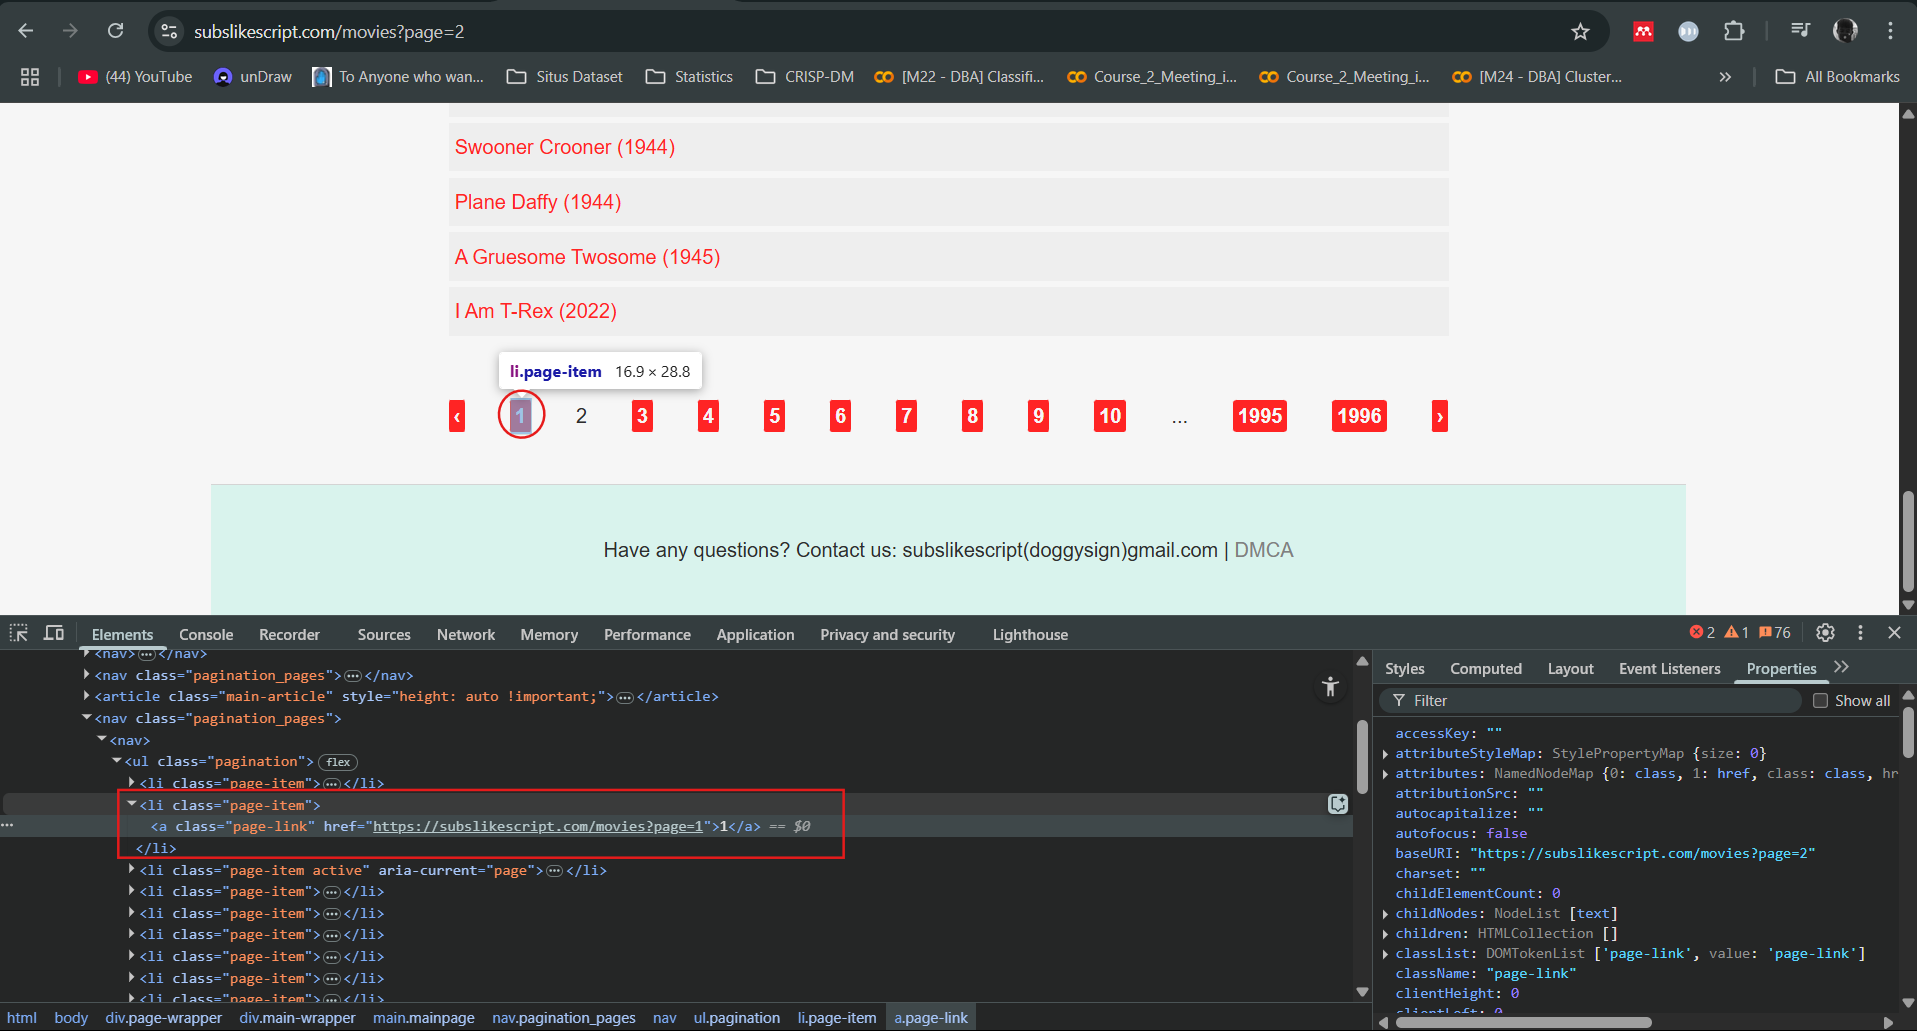 subslikescript.com/movies?page=2
(44) YouTube
unDraw
To Anyone who wan...
Situs Dataset
Statistics
CRISP-DM
[M22 - DBA] Classifi...
Course_2_Meeting_i...
Course_2_Meeting_i...
[M24 - DBA] Cluster...
»
All Bookmarks
Swooner Crooner (1944)
Plane Daffy (1944)
A Gruesome Twosome (1945)
I Am T-Rex (2022)
li.page-item 16.9 × 28.8
‹ 1 2 3 4 5 6 7 8 9 10 ... 1995 1996 ›
Have any questions? Contact us: subslikescript(doggysign)gmail.com | DMCA
Elements Console Recorder Sources Network Memory Performance Application Privacy and security Lighthouse 2 1 76
<nav>…</nav>
<nav class="pagination_pages">…</nav>
<article class="main-article" style="height: auto !important;">…</article>
<nav class="pagination_pages">
<nav>
<ul class="pagination"> flex
<li class="page-item">…</li>
<li class="page-item">
<a class="page-link" href="https://subslikescript.com/movies?page=1">1</a> == $0
</li>
<li class="page-item active" aria-current="page">…</li>
<li class="page-item">…</li>
<li class="page-item">…</li>
<li class="page-item">…</li>
<li class="page-item">…</li>
<li class="page-item">…</li>
<li class="page-item">…</li>
html body div.page-wrapper div.main-wrapper main.mainpage nav.pagination_pages nav ul.pagination li.page-item a.page-link
Styles Computed Layout Event Listeners Properties »
Filter Show all
accessKey: ""
attributeStyleMap: StylePropertyMap {size: 0}
attributes: NamedNodeMap {0: class, 1: href, class: class, hr
attributionSrc: ""
autocapitalize: ""
autofocus: false
baseURI: "https://subslikescript.com/movies?page=2"
charset: ""
childElementCount: 0
childNodes: NodeList [text]
children: HTMLCollection []
classList: DOMTokenList ['page-link', value: 'page-link']
className: "page-link"
clientHeight: 0
clientLeft: 0